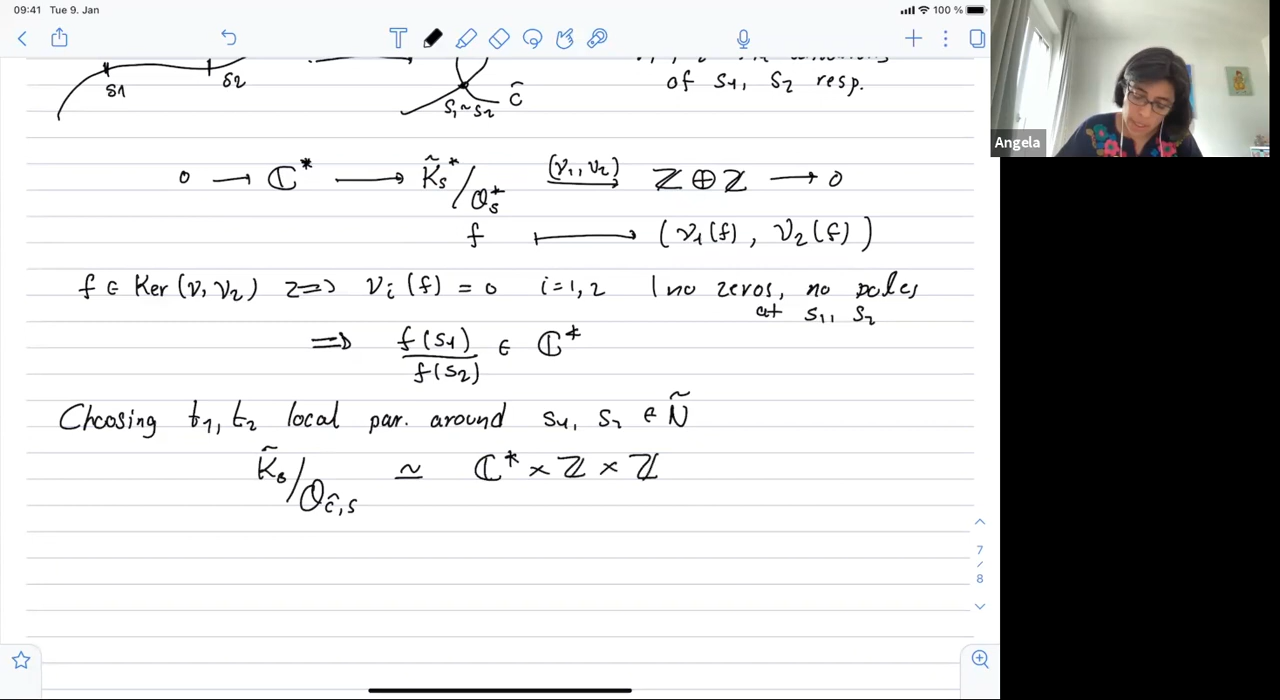 09:41 Tue 9. Jan
100 %
S1 S2
S1~S2 Ĉ
of S1, S2 resp.
0 → ℂ* → K̃s*/𝒪s* (ν1, ν2) → ℤ ⊕ ℤ → 0
f ↦ (ν1(f), ν2(f))
f ∈ Ker(ν, ν2) ⟺ νi(f) = 0 i=1,2 | no zeros, no poles
at S1, S2
⟹ f(S1)/f(S2) ∈ ℂ*
Choosing t1, t2 local par. around S1, S2 ∈ Ñ
K̃s/𝒪Ĉ,s ≃ ℂ* × ℤ × ℤ
7
/
8
Angela